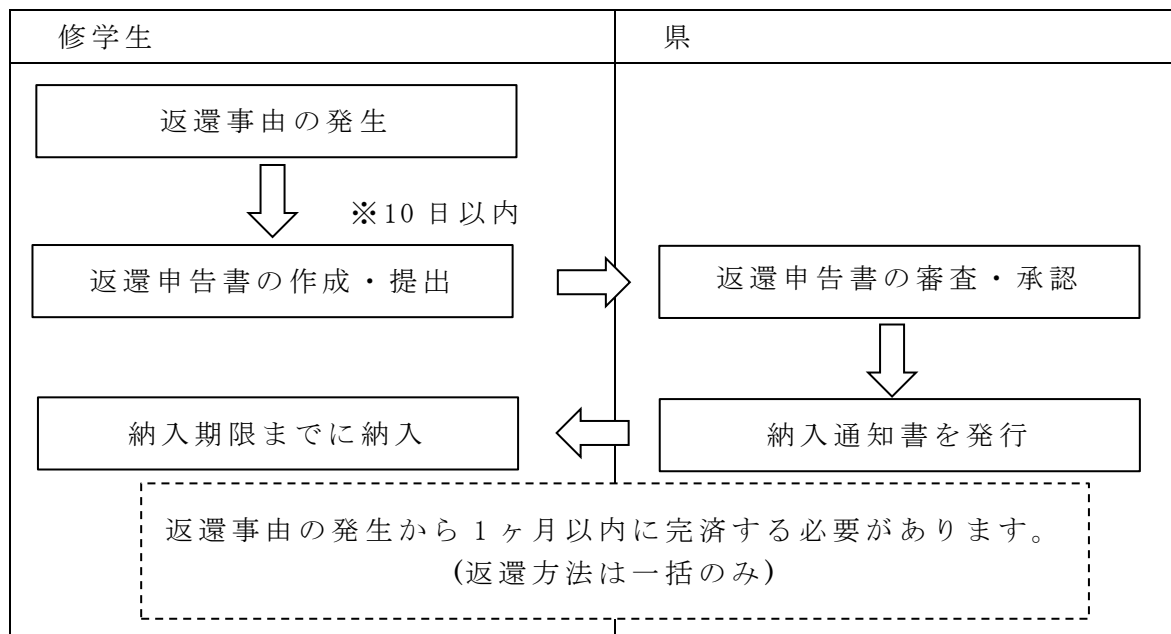 修学生
県
返還事由の発生
※10日以内
返還申告書の作成・提出
返還申告書の審査・承認
納入期限までに納入
納入通知書を発行
返還事由の発生から1ヶ月以内に完済する必要があります。
(返還方法は一括のみ)